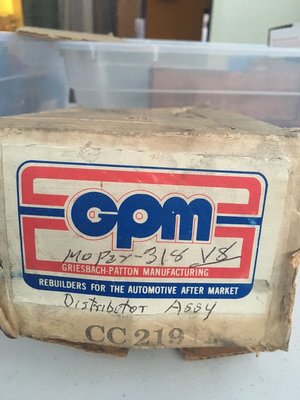 GPM
Mopar-318 V8
GRIESBACH-PATTON MANUFACTURING
REBUILDERS FOR THE AUTOMOTIVE AFTER MARKET
Distributor Assy
CC 219